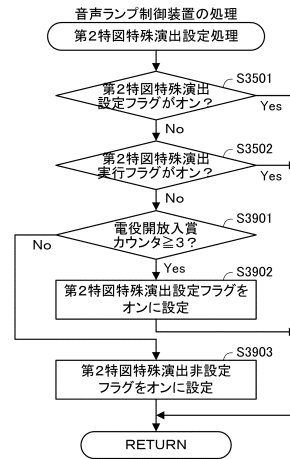 音声ランプ制御装置の処理
第2特図特殊演出設定処理
S3501
第2特図特殊演出
設定フラグがオン？
Yes
No
S3502
第2特図特殊演出
実行フラグがオン？
Yes
No
S3901
電役開放入賞
カウンタ≧3？
No
Yes
S3902
第2特図特殊演出設定フラグを
オンに設定
S3903
第2特図特殊演出非設定
フラグをオンに設定
RETURN